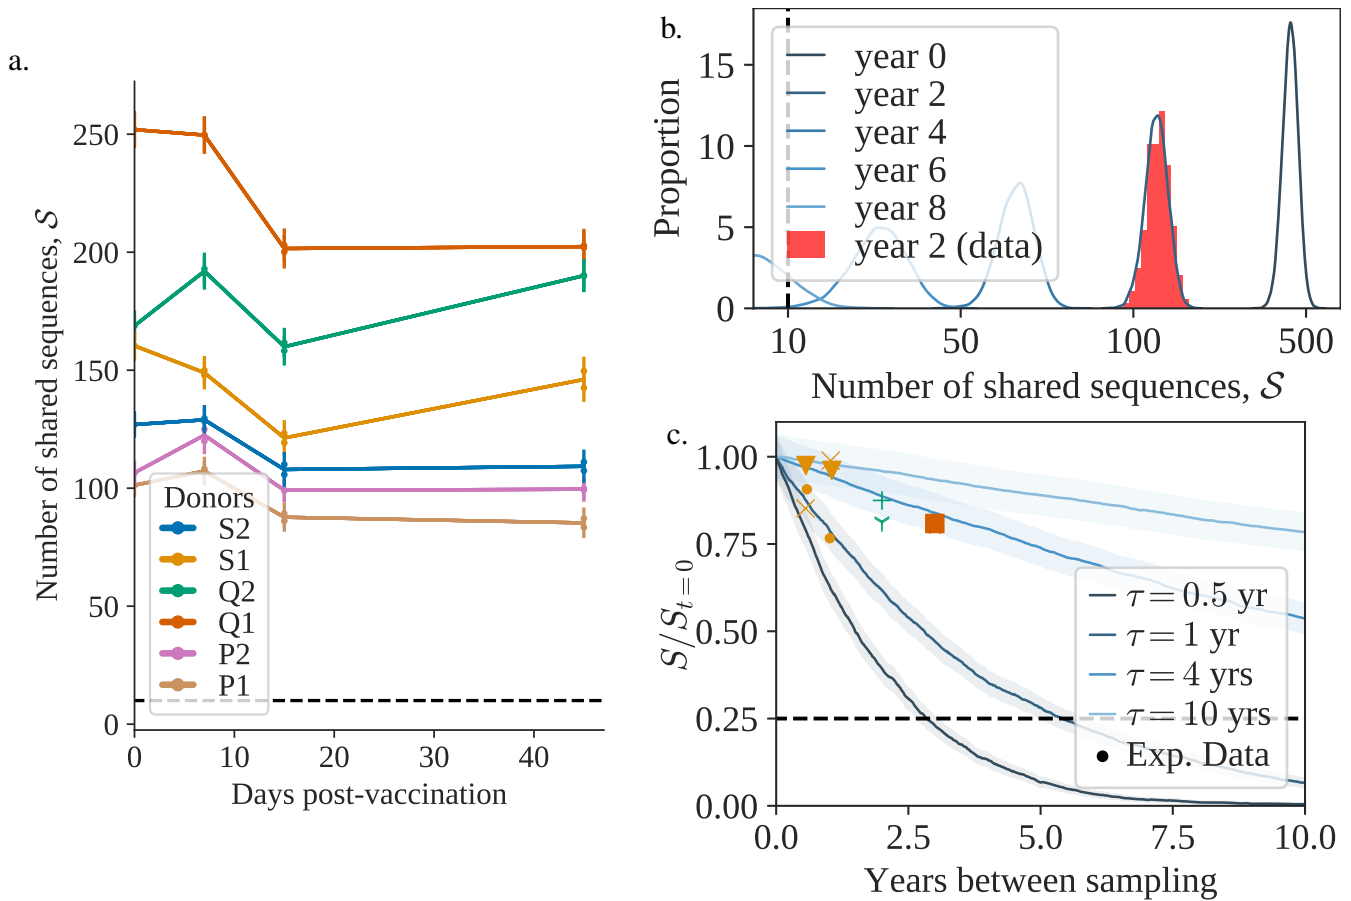 a.
250
200
150
100
50
0
Number of shared sequences, 𝒮
0 10 20 30 40
Days post-vaccination
Donors
S2
S1
Q2
Q1
P2
P1
b.
15
10
5
0
Proportion
year 0
year 2
year 4
year 6
year 8
year 2 (data)
10 50 100 500
Number of shared sequences, 𝒮
c.
1.00
0.75
0.50
0.25
0.00
S/S_{t=0}
τ = 0.5 yr
τ = 1 yr
τ = 4 yrs
τ = 10 yrs
Exp. Data
0.0 2.5 5.0 7.5 10.0
Years between sampling